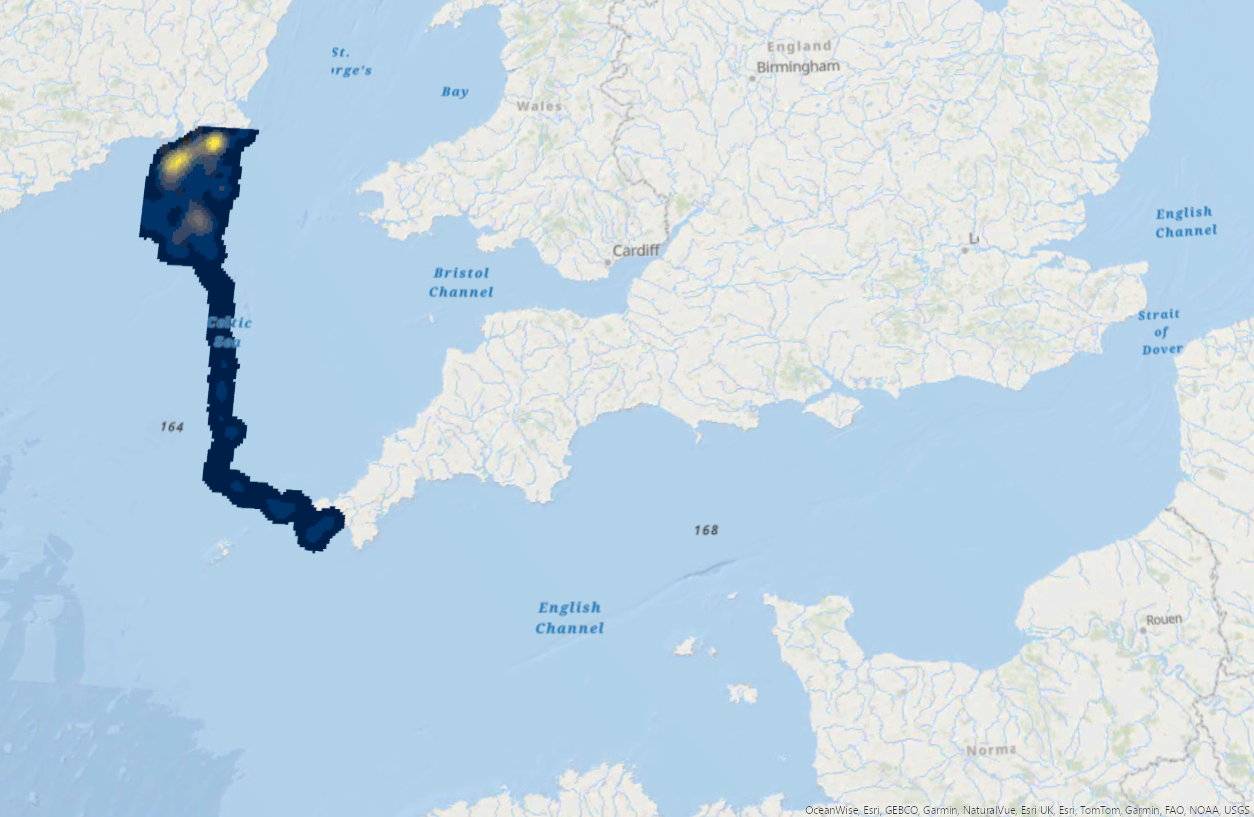 England
Birmingham
St.
rge's
Bay
Wales
English
Channel
Cardiff
Bristol
Channel
Celtic
Sea
Strait
of
Dover
164
168
English
Channel
Rouen
Norma
OceanWise, Esri, GEBCO, Garmin, NaturalVue, Esri UK, Esri, TomTom, Garmin, FAO, NOAA, USGS